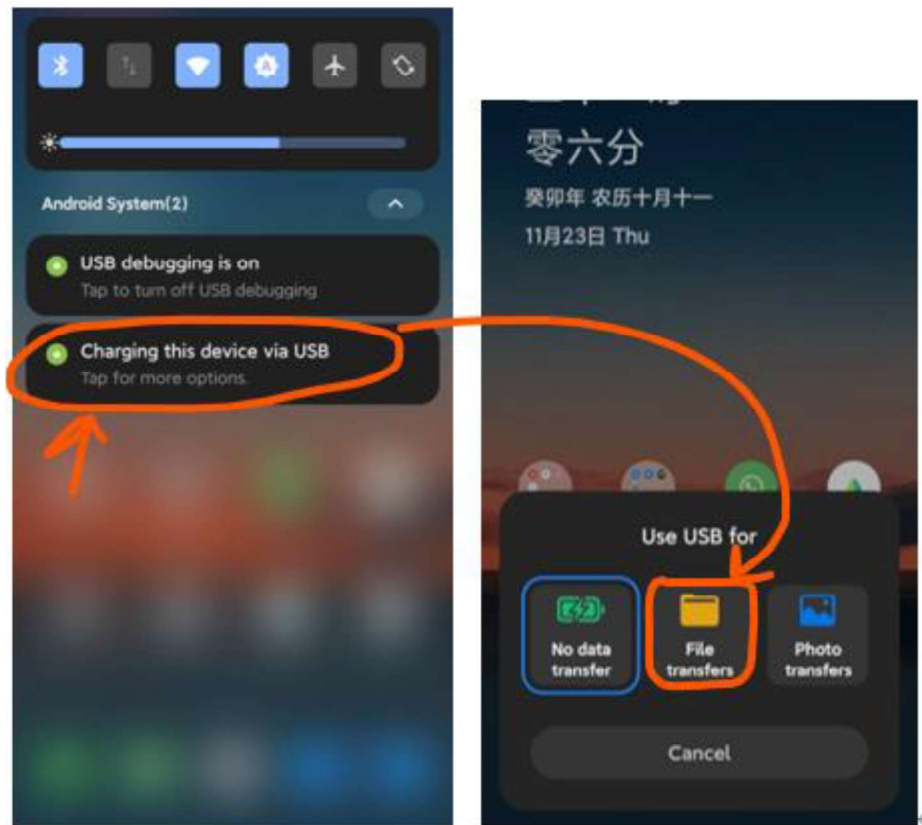 Android System(2)
USB debugging is on
Tap to turn off USB debugging
Charging this device via USB
Tap for more options.
零六分
癸卯年 农历十月十一
11月23日 Thu
Use USB for
No data
transfer
File
transfers
Photo
transfers
Cancel